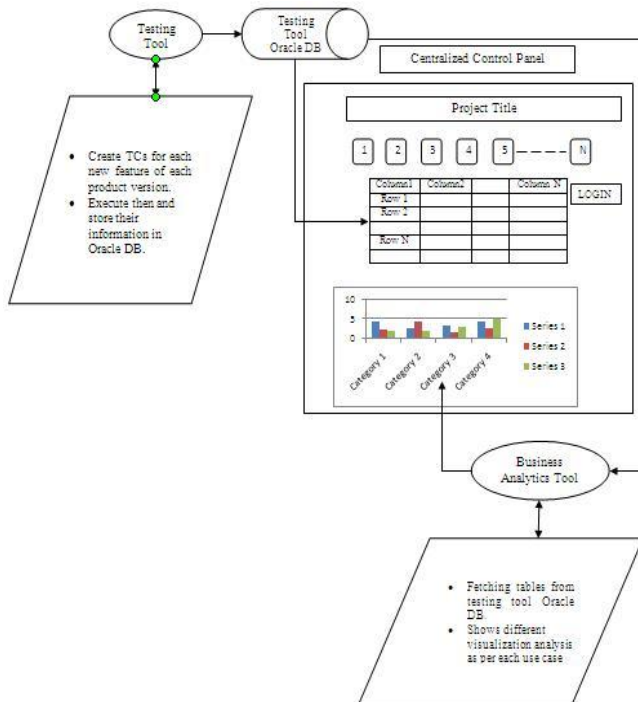 Testing
Tool
Testing
Tool
Oracle DB
Centralized Control Panel
Project Title
1 2 3 4 5 N
Column1 Column2 Column N
Row 1
Row 2
Row N
LOGIN
• Create TCs for each
new feature of each
product version.
• Execute then and
store their
information in
Oracle DB.
10
5
0
Category 1
Category 2
Category 3
Category 4
Series 1
Series 2
Series 3
Business
Analytics Tool
• Fetching tables from
testing tool Oracle
DB.
• Shows different
visualization analysis
as per each use case